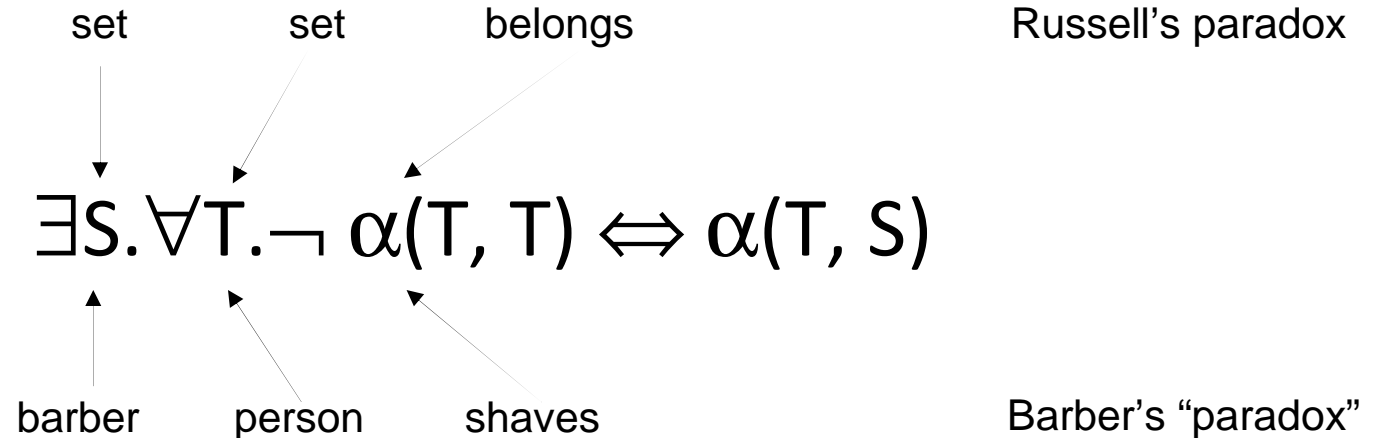 set set belongs Russell’s paradox
∃S.∀T.¬ α(T, T) ⇔ α(T, S)
barber person shaves Barber’s “paradox”